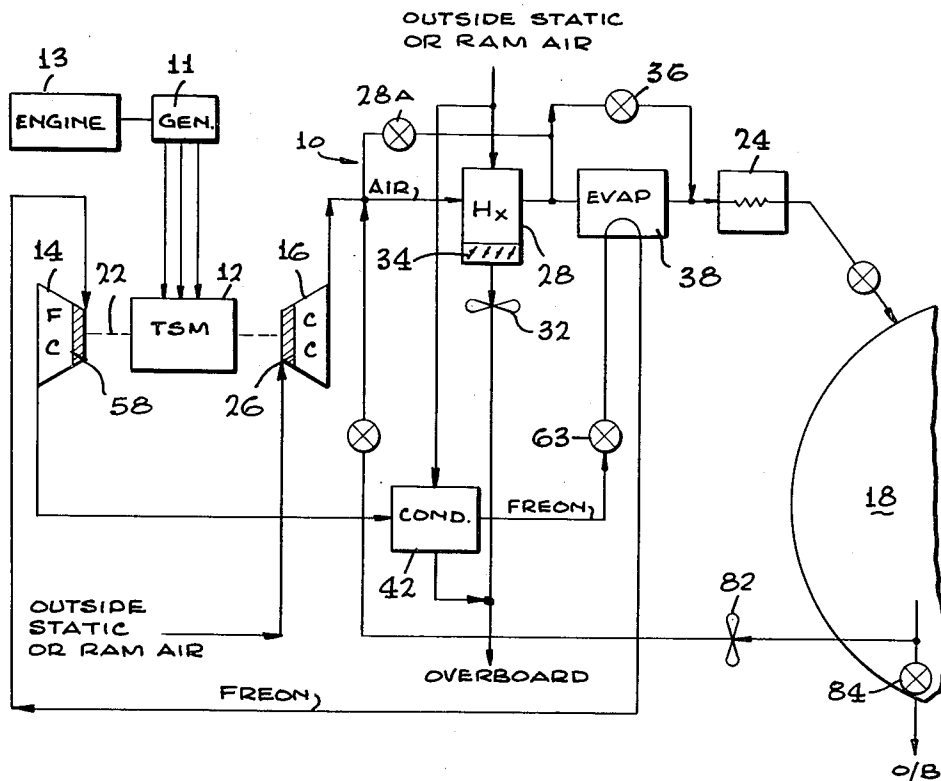 OUTSIDE STATIC
OR RAM AIR
13
11
ENGINE
GEN.
28A
36
10
24
AIR,
Hx
EVAP
14
16
34
28
38
22
12
F
C
TSM
C
C
32
58
26
63
18
COND.
FREON,
42
82
OUTSIDE
STATIC
OR RAM AIR
OVERBOARD
84
FREON,
O/B